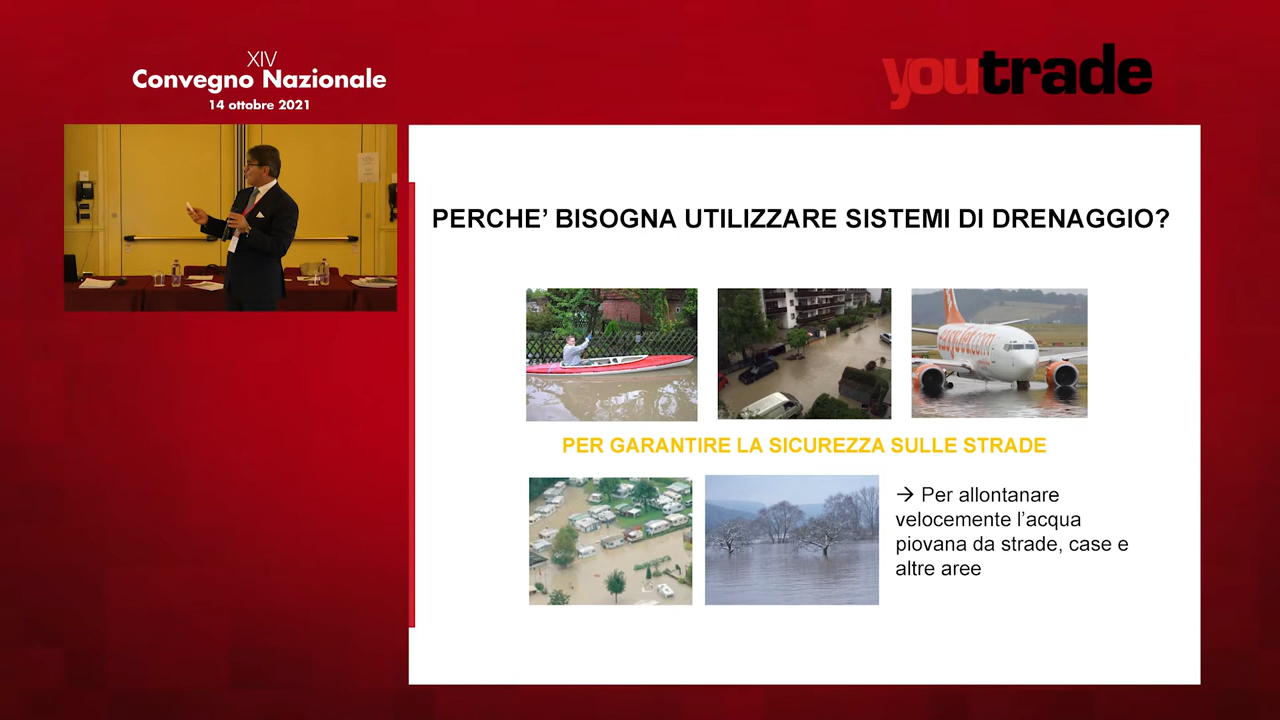 XIV
Convegno Nazionale
14 ottobre 2021
youtrade
PERCHE’ BISOGNA UTILIZZARE SISTEMI DI DRENAGGIO?
PER GARANTIRE LA SICUREZZA SULLE STRADE
→ Per allontanare
velocemente l’acqua
piovana da strade, case e
altre aree